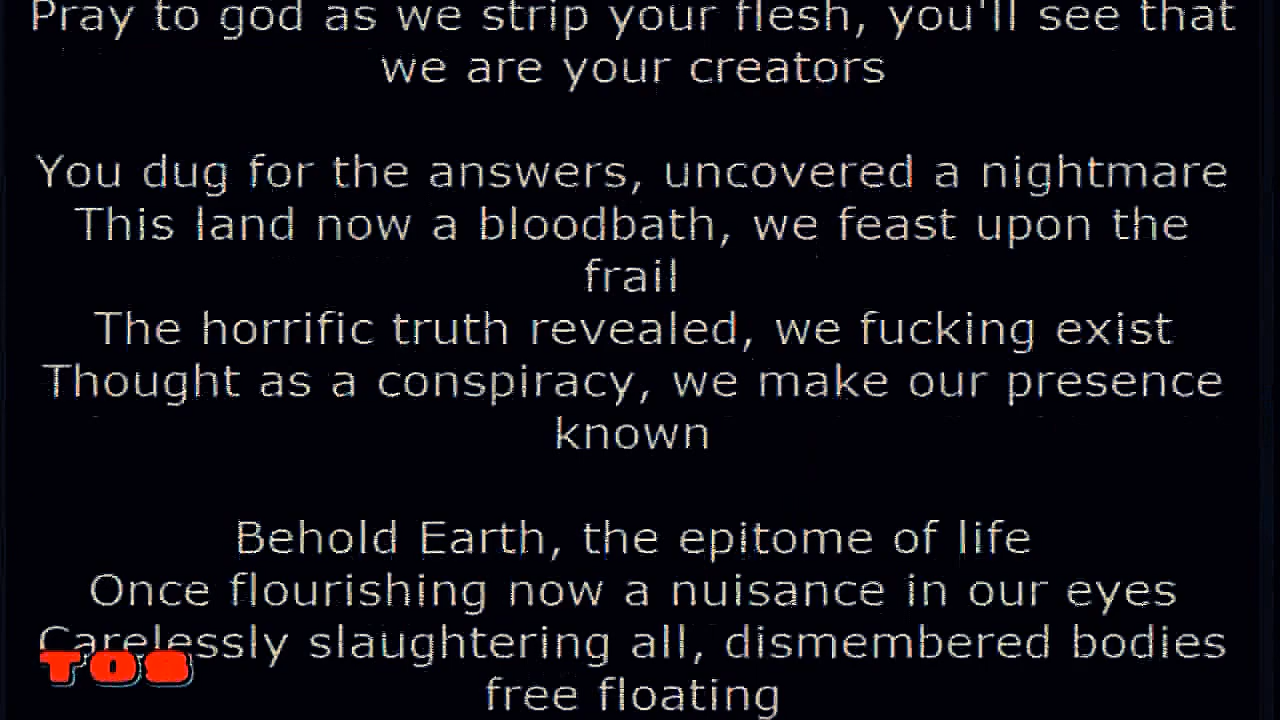 Pray to god as we strip your flesh, you'll see that
we are your creators
You dug for the answers, uncovered a nightmare
This land now a bloodbath, we feast upon the
frail
The horrific truth revealed, we fucking exist
Thought as a conspiracy, we make our presence
known
Behold Earth, the epitome of life
Once flourishing now a nuisance in our eyes
Carelessly slaughtering all, dismembered bodies
free floating
TOS